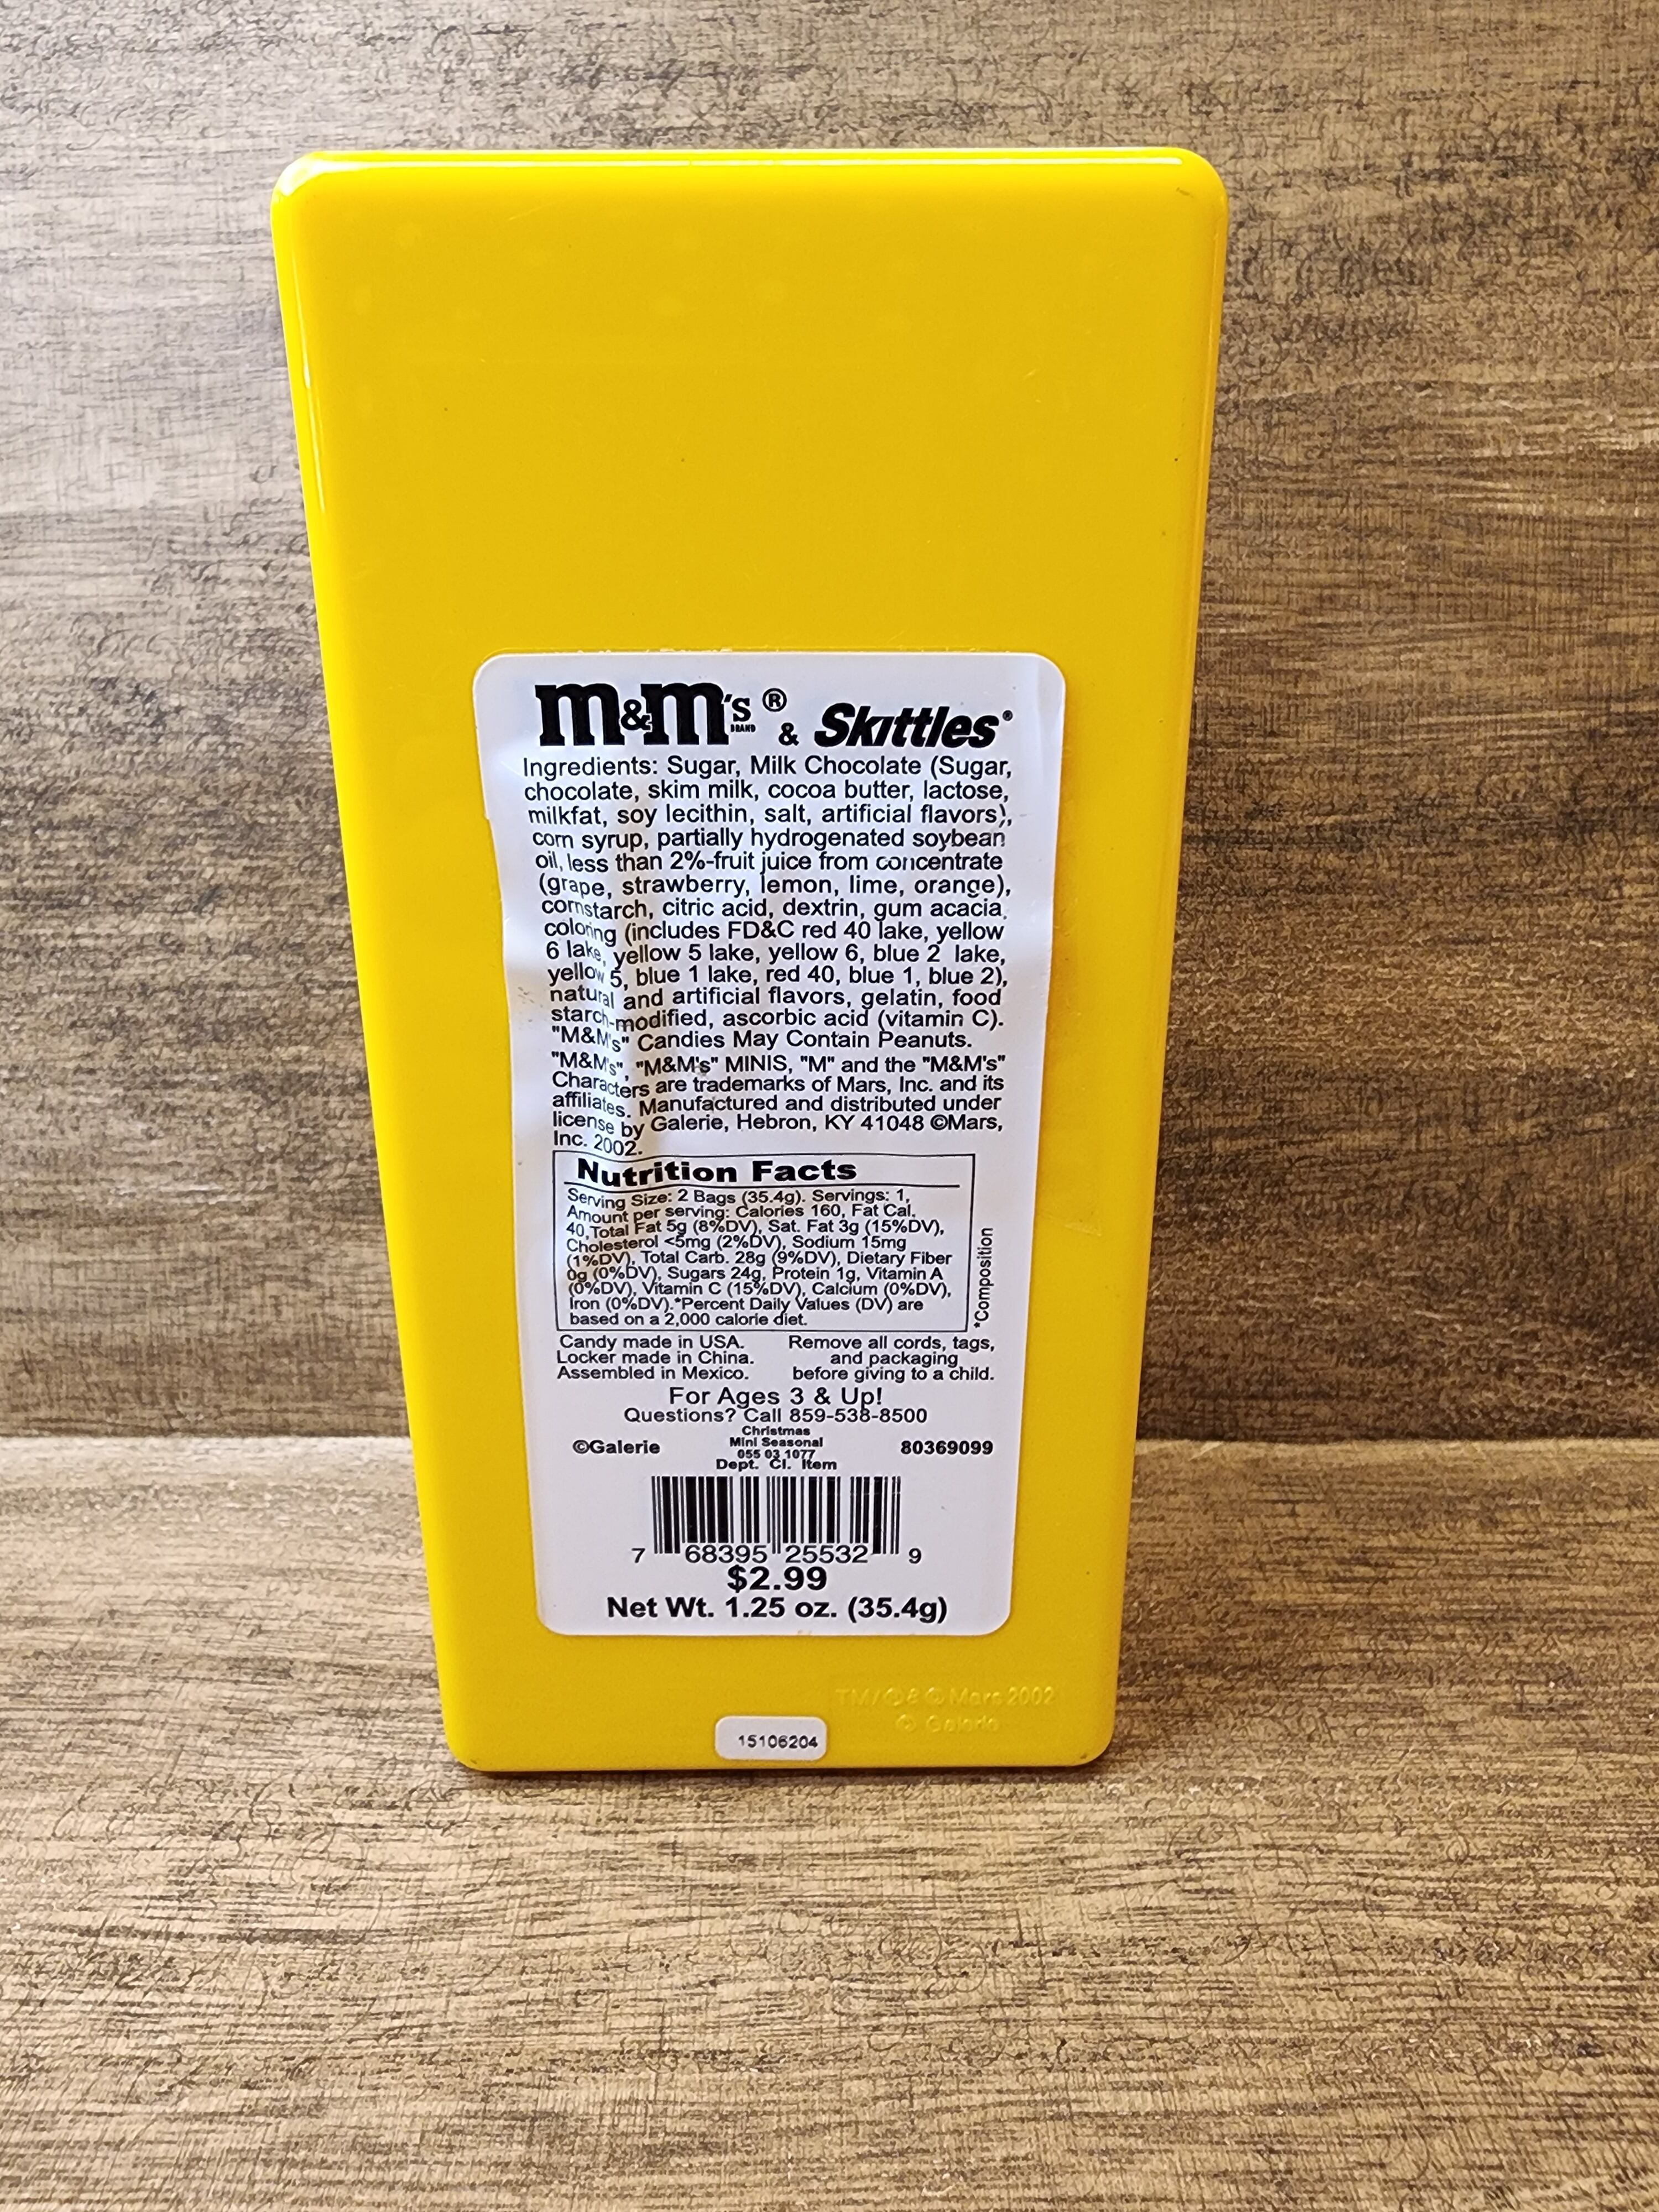 m&m's® & Skittles®
BRAND
Ingredients: Sugar, Milk Chocolate (Sugar,
chocolate, skim milk, cocoa butter, lactose,
milkfat, soy lecithin, salt, artificial flavors),
corn syrup, partially hydrogenated soybean
oil, less than 2%-fruit juice from concentrate
(grape, strawberry, lemon, lime, orange),
cornstarch, citric acid, dextrin, gum acacia,
coloring (includes FD&C red 40 lake, yellow
6 lake, yellow 5 lake, yellow 6, blue 2 lake,
yellow 5, blue 1 lake, red 40, blue 1, blue 2),
natural and artificial flavors, gelatin, food
starch-modified, ascorbic acid (vitamin C).
"M&M's" Candies May Contain Peanuts.
"M&M's", "M&M's" MINIS, "M" and the "M&M's"
Characters are trademarks of Mars, Inc. and its
affiliates. Manufactured and distributed under
license by Galerie, Hebron, KY 41048 ©Mars,
Inc. 2002.
Nutrition Facts
Serving Size: 2 Bags (35.4g). Servings: 1,
Amount per serving: Calories 160, Fat Cal.
40, Total Fat 5g (8%DV), Sat. Fat 3g (15%DV),
Cholesterol <5mg (2%DV), Sodium 15mg
(1%DV), Total Carb. 28g (9%DV), Dietary Fiber
0g (0%DV), Sugars 24g, Protein 1g, Vitamin A
(0%DV), Vitamin C (15%DV), Calcium (0%DV),
Iron (0%DV).*Percent Daily Values (DV) are
based on a 2,000 calorie diet.
*Composition
Candy made in USA.
Locker made in China.
Assembled in Mexico.
Remove all cords, tags,
and packaging
before giving to a child.
For Ages 3 & Up!
Questions? Call 859-538-8500
©Galerie
Christmas
Mini Seasonal
055 03 1077
Dept. Cl. Item
80369099
7 68395 25532 9
$2.99
Net Wt. 1.25 oz. (35.4g)
TM/®& © Mars 2002
© Galerie
15106204